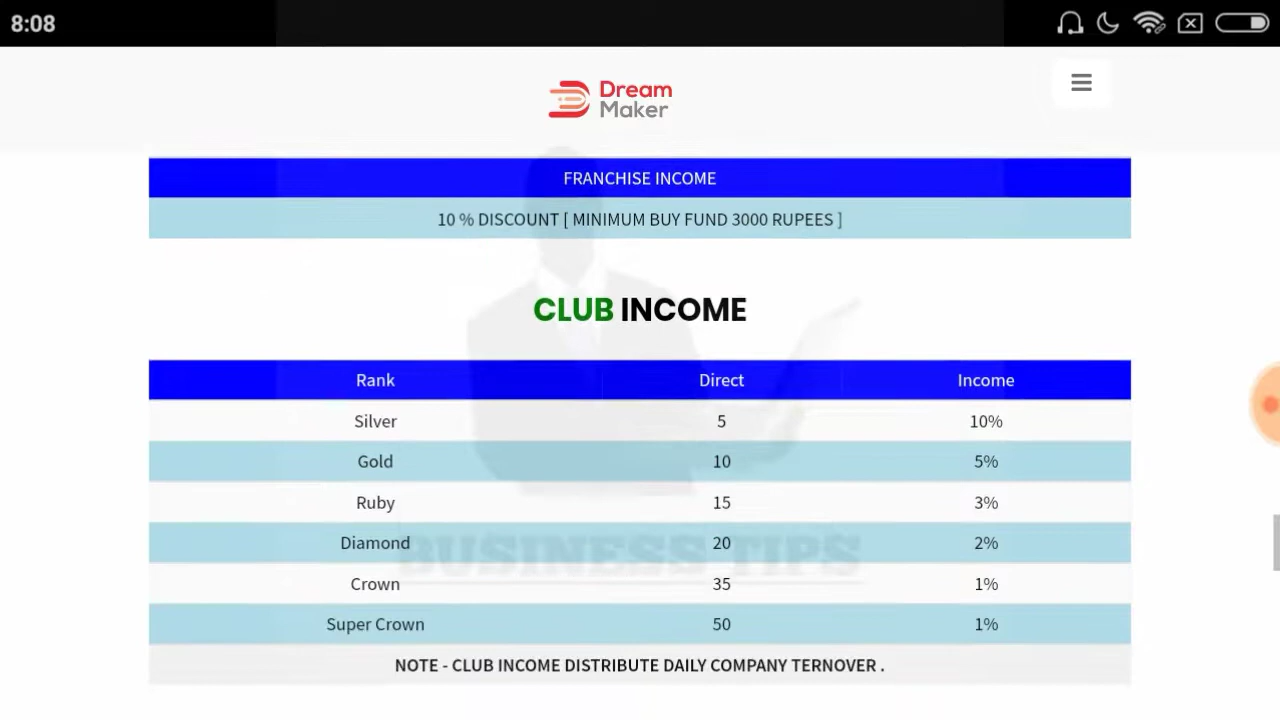 8:08
Dream
Maker
FRANCHISE INCOME
10 % DISCOUNT [ MINIMUM BUY FUND 3000 RUPEES ]
CLUB INCOME
Rank Direct Income
Silver 5 10%
Gold 10 5%
Ruby 15 3%
Diamond 20 2%
BUSINESS TIPS
Crown 35 1%
Super Crown 50 1%
NOTE - CLUB INCOME DISTRIBUTE DAILY COMPANY TERNOVER .